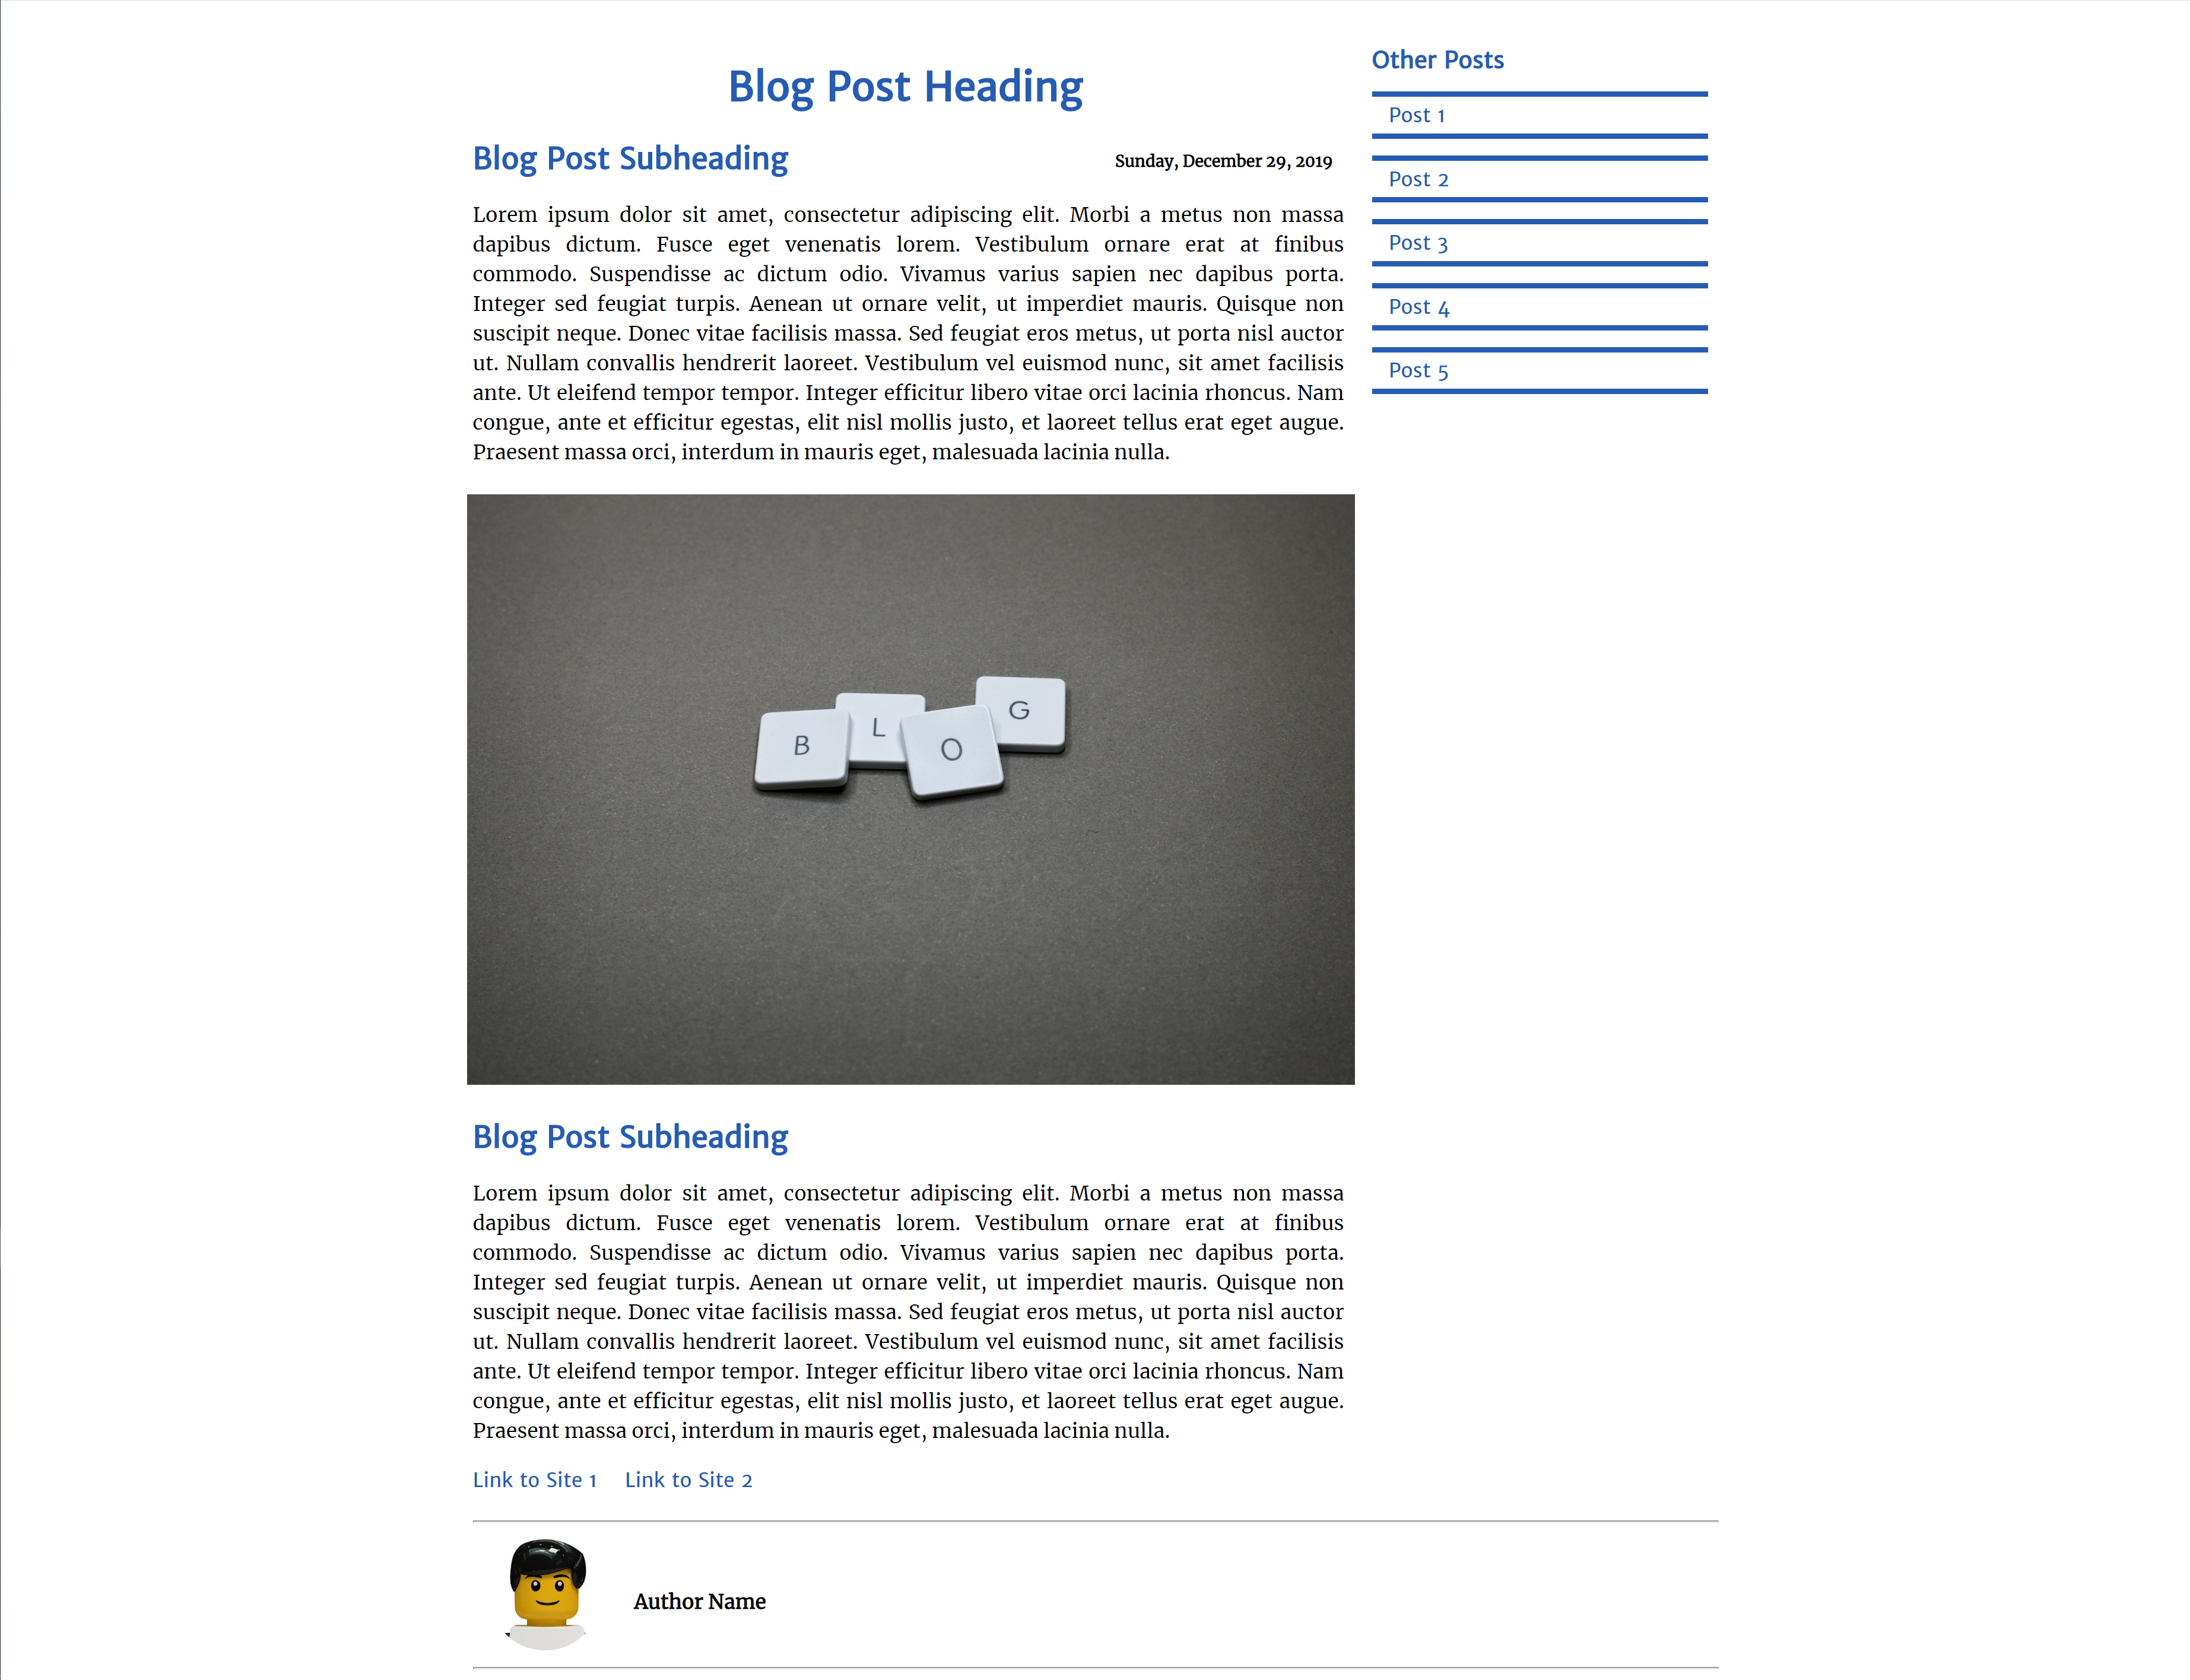 Blog Post Heading
Blog Post Subheading
Sunday, December 29, 2019
Lorem ipsum dolor sit amet, consectetur adipiscing elit. Morbi a metus non massa
dapibus dictum. Fusce eget venenatis lorem. Vestibulum ornare erat at finibus
commodo. Suspendisse ac dictum odio. Vivamus varius sapien nec dapibus porta.
Integer sed feugiat turpis. Aenean ut ornare velit, ut imperdiet mauris. Quisque non
suscipit neque. Donec vitae facilisis massa. Sed feugiat eros metus, ut porta nisl auctor
ut. Nullam convallis hendrerit laoreet. Vestibulum vel euismod nunc, sit amet facilisis
ante. Ut eleifend tempor tempor. Integer efficitur libero vitae orci lacinia rhoncus. Nam
congue, ante et efficitur egestas, elit nisl mollis justo, et laoreet tellus erat eget augue.
Praesent massa orci, interdum in mauris eget, malesuada lacinia nulla.
B L O G
Blog Post Subheading
Lorem ipsum dolor sit amet, consectetur adipiscing elit. Morbi a metus non massa
dapibus dictum. Fusce eget venenatis lorem. Vestibulum ornare erat at finibus
commodo. Suspendisse ac dictum odio. Vivamus varius sapien nec dapibus porta.
Integer sed feugiat turpis. Aenean ut ornare velit, ut imperdiet mauris. Quisque non
suscipit neque. Donec vitae facilisis massa. Sed feugiat eros metus, ut porta nisl auctor
ut. Nullam convallis hendrerit laoreet. Vestibulum vel euismod nunc, sit amet facilisis
ante. Ut eleifend tempor tempor. Integer efficitur libero vitae orci lacinia rhoncus. Nam
congue, ante et efficitur egestas, elit nisl mollis justo, et laoreet tellus erat eget augue.
Praesent massa orci, interdum in mauris eget, malesuada lacinia nulla.
Link to Site 1 Link to Site 2
Author Name
Other Posts
Post 1
Post 2
Post 3
Post 4
Post 5